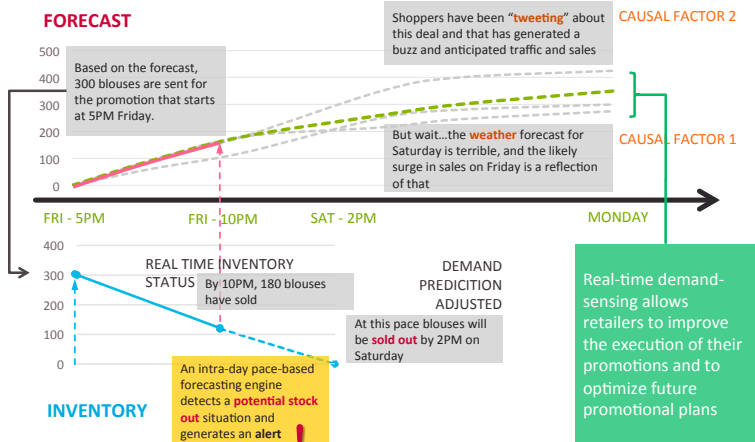 FORECAST
Shoppers have been “tweeting” about
this deal and that has generated a
buzz and anticipated traffic and sales
CAUSAL FACTOR 2
500
400
300
200
100
0
Based on the forecast,
300 blouses are sent for
the promotion that starts
at 5PM Friday.
But wait…the weather forecast for
Saturday is terrible, and the likely
surge in sales on Friday is a reflection
of that
CAUSAL FACTOR 1
FRI - 5PM
FRI - 10PM
SAT - 2PM
MONDAY
400
300
200
100
0
REAL TIME INVENTORY
STATUS
By 10PM, 180 blouses
have sold
DEMAND
PREDICITION
ADJUSTED
At this pace blouses will
be sold out by 2PM on
Saturday
An intra-day pace-based
forecasting engine
detects a potential stock
out situation and
generates an alert
!
INVENTORY
Real-time demand-
sensing allows
retailers to improve
the execution of their
promotions and to
optimize future
promotional plans